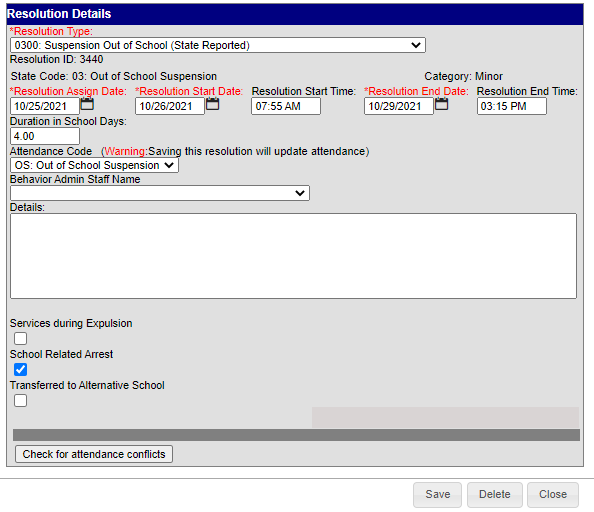 Resolution Details
*Resolution Type:
0300: Suspension Out of School (State Reported)
Resolution ID: 3440
State Code: 03: Out of School Suspension Category: Minor
*Resolution Assign Date: *Resolution Start Date: Resolution Start Time: *Resolution End Date: Resolution End Time:
10/25/2021 10/26/2021 07:55 AM 10/29/2021 03:15 PM
Duration in School Days:
4.00
Attendance Code (Warning:Saving this resolution will update attendance)
OS: Out of School Suspension
Behavior Admin Staff Name
Details:
Services during Expulsion
School Related Arrest
Transferred to Alternative School
Check for attendance conflicts
Save Delete Close